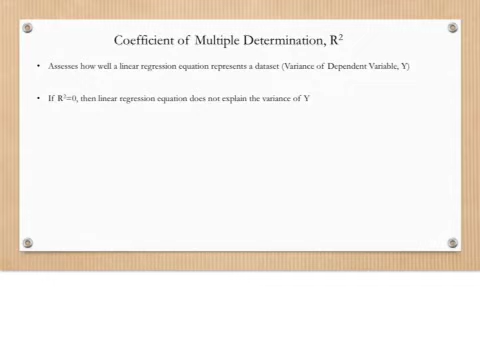 Coefficient of Multiple Determination, R²
• Assesses how well a linear regression equation represents a dataset (Variance of Dependent Variable, Y)
• If R²=0, then linear regression equation does not explain the variance of Y